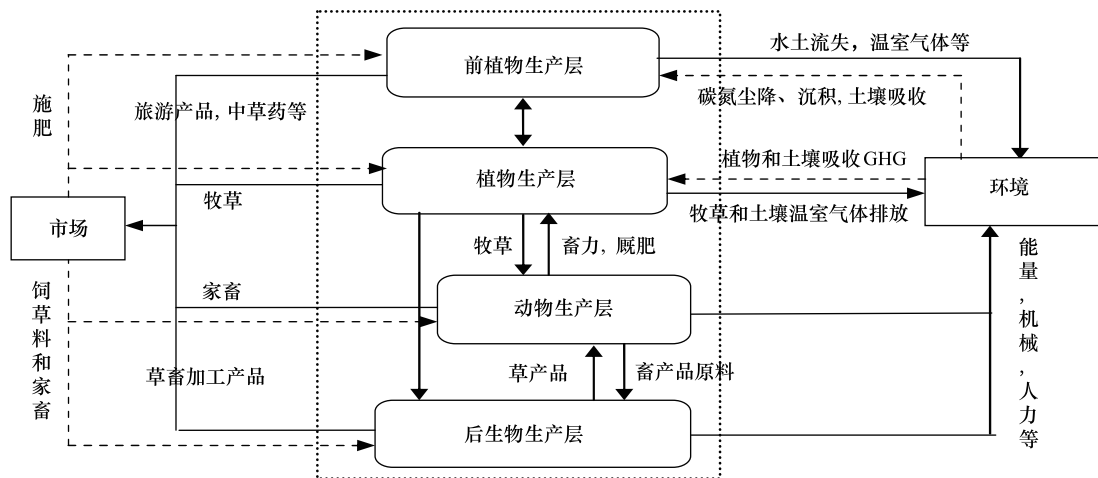 前植物生产层
水土流失，温室气体等
碳氮尘降、沉积，土壤吸收
施肥
旅游产品，中草药等
植物生产层
植物和土壤吸收GHG
环境
牧草
牧草和土壤温室气体排放
市场
牧草
畜力，厩肥
能量，机械，人力等
饲草料和家畜
家畜
动物生产层
草畜加工产品
草产品
畜产品原料
后生物生产层